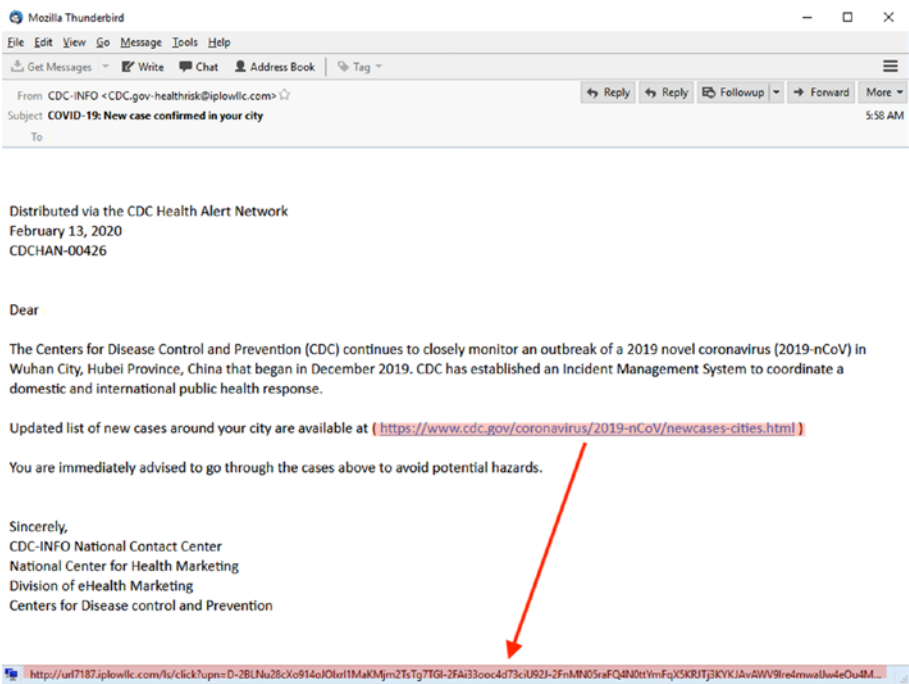 Mozilla Thunderbird
File Edit View Go Message Tools Help
Get Messages Write Chat Address Book Tag
From CDC-INFO <CDC.gov-healthrisk@iplowllc.com> Reply Reply Followup Forward More
Subject COVID-19: New case confirmed in your city 5:58 AM
To
Distributed via the CDC Health Alert Network
February 13, 2020
CDCHAN-00426
Dear
The Centers for Disease Control and Prevention (CDC) continues to closely monitor an outbreak of a 2019 novel coronavirus (2019-nCoV) in
Wuhan City, Hubei Province, China that began in December 2019. CDC has established an Incident Management System to coordinate a
domestic and international public health response.
Updated list of new cases around your city are available at ( https://www.cdc.gov/coronavirus/2019-nCoV/newcases-cities.html )
You are immediately advised to go through the cases above to avoid potential hazards.
Sincerely,
CDC-INFO National Contact Center
National Center for Health Marketing
Division of eHealth Marketing
Centers for Disease control and Prevention